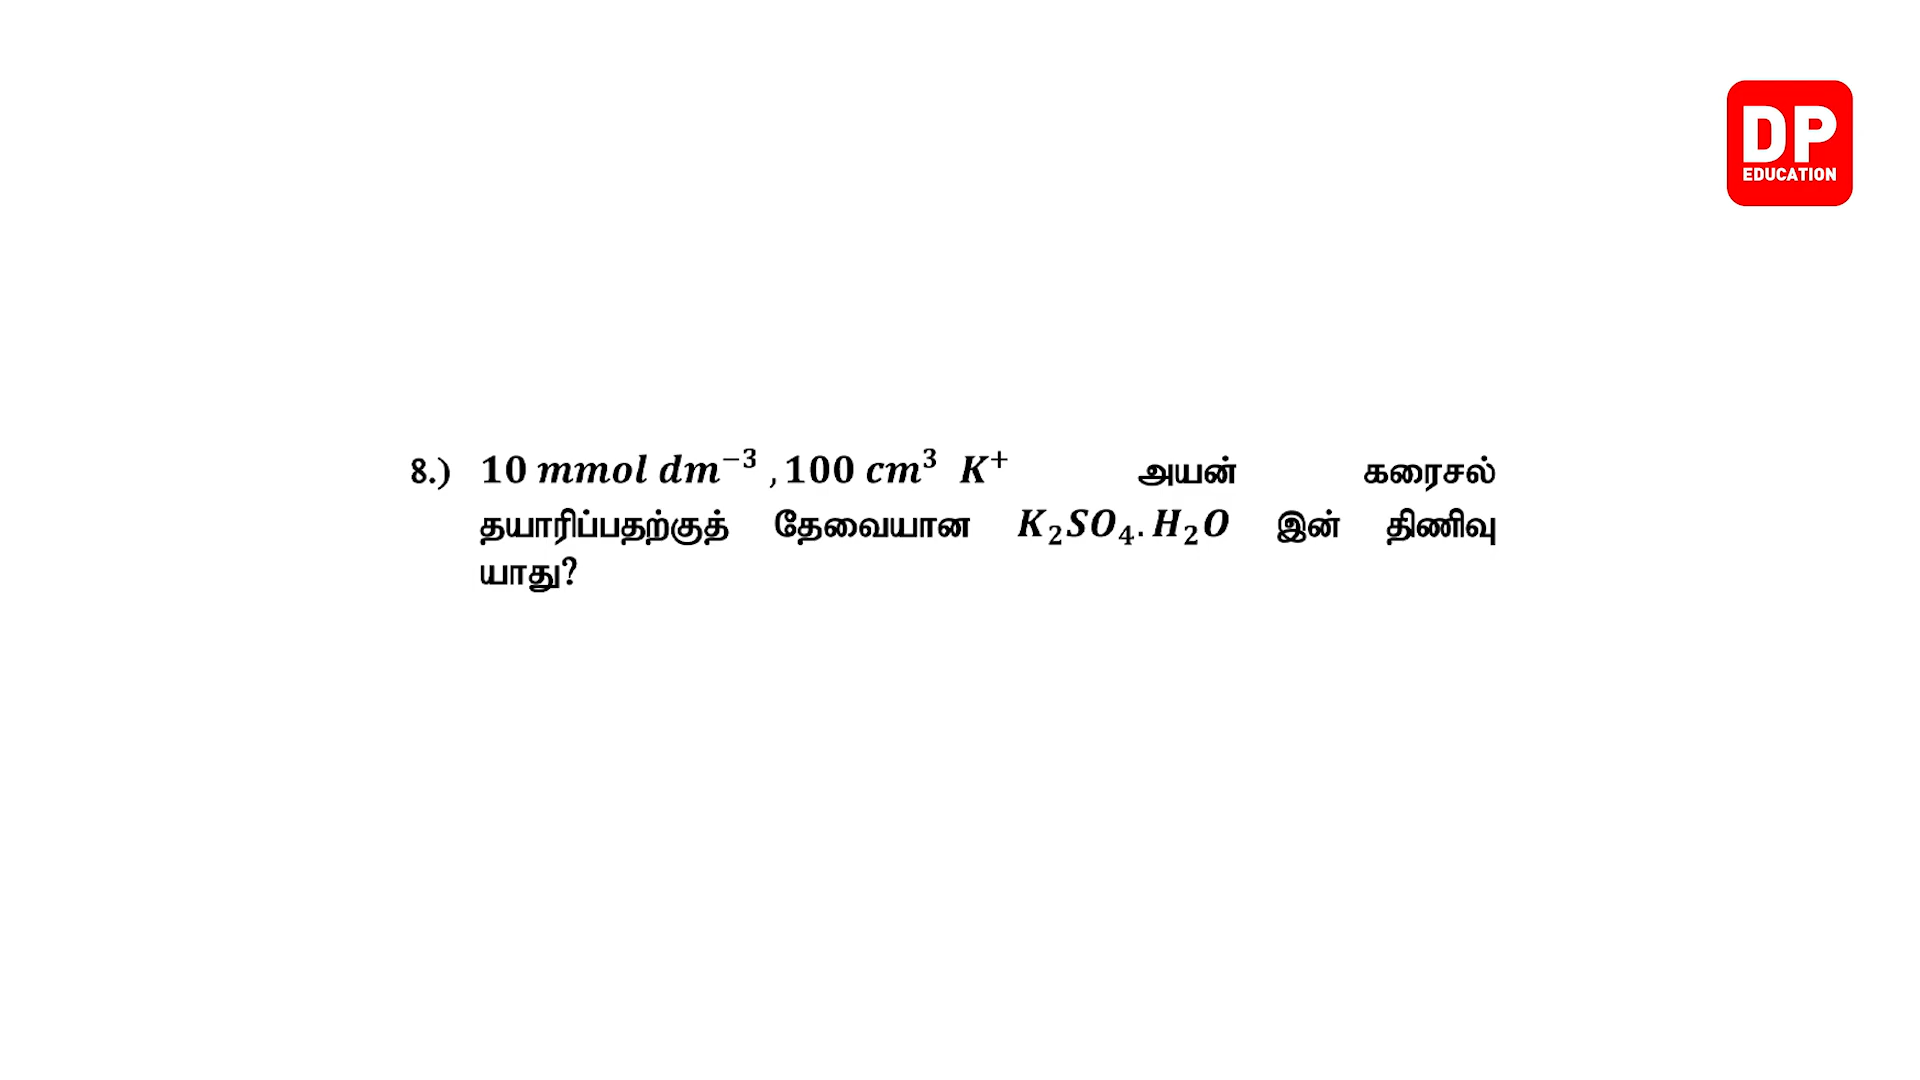 DP
EDUCATION
8.) 10 mmol dm⁻³ ,100 cm³ K⁺ அயன் கரைசல்
தயாரிப்பதற்குத் தேவையான K₂SO₄.H₂O இன் திணிவு
யாது?